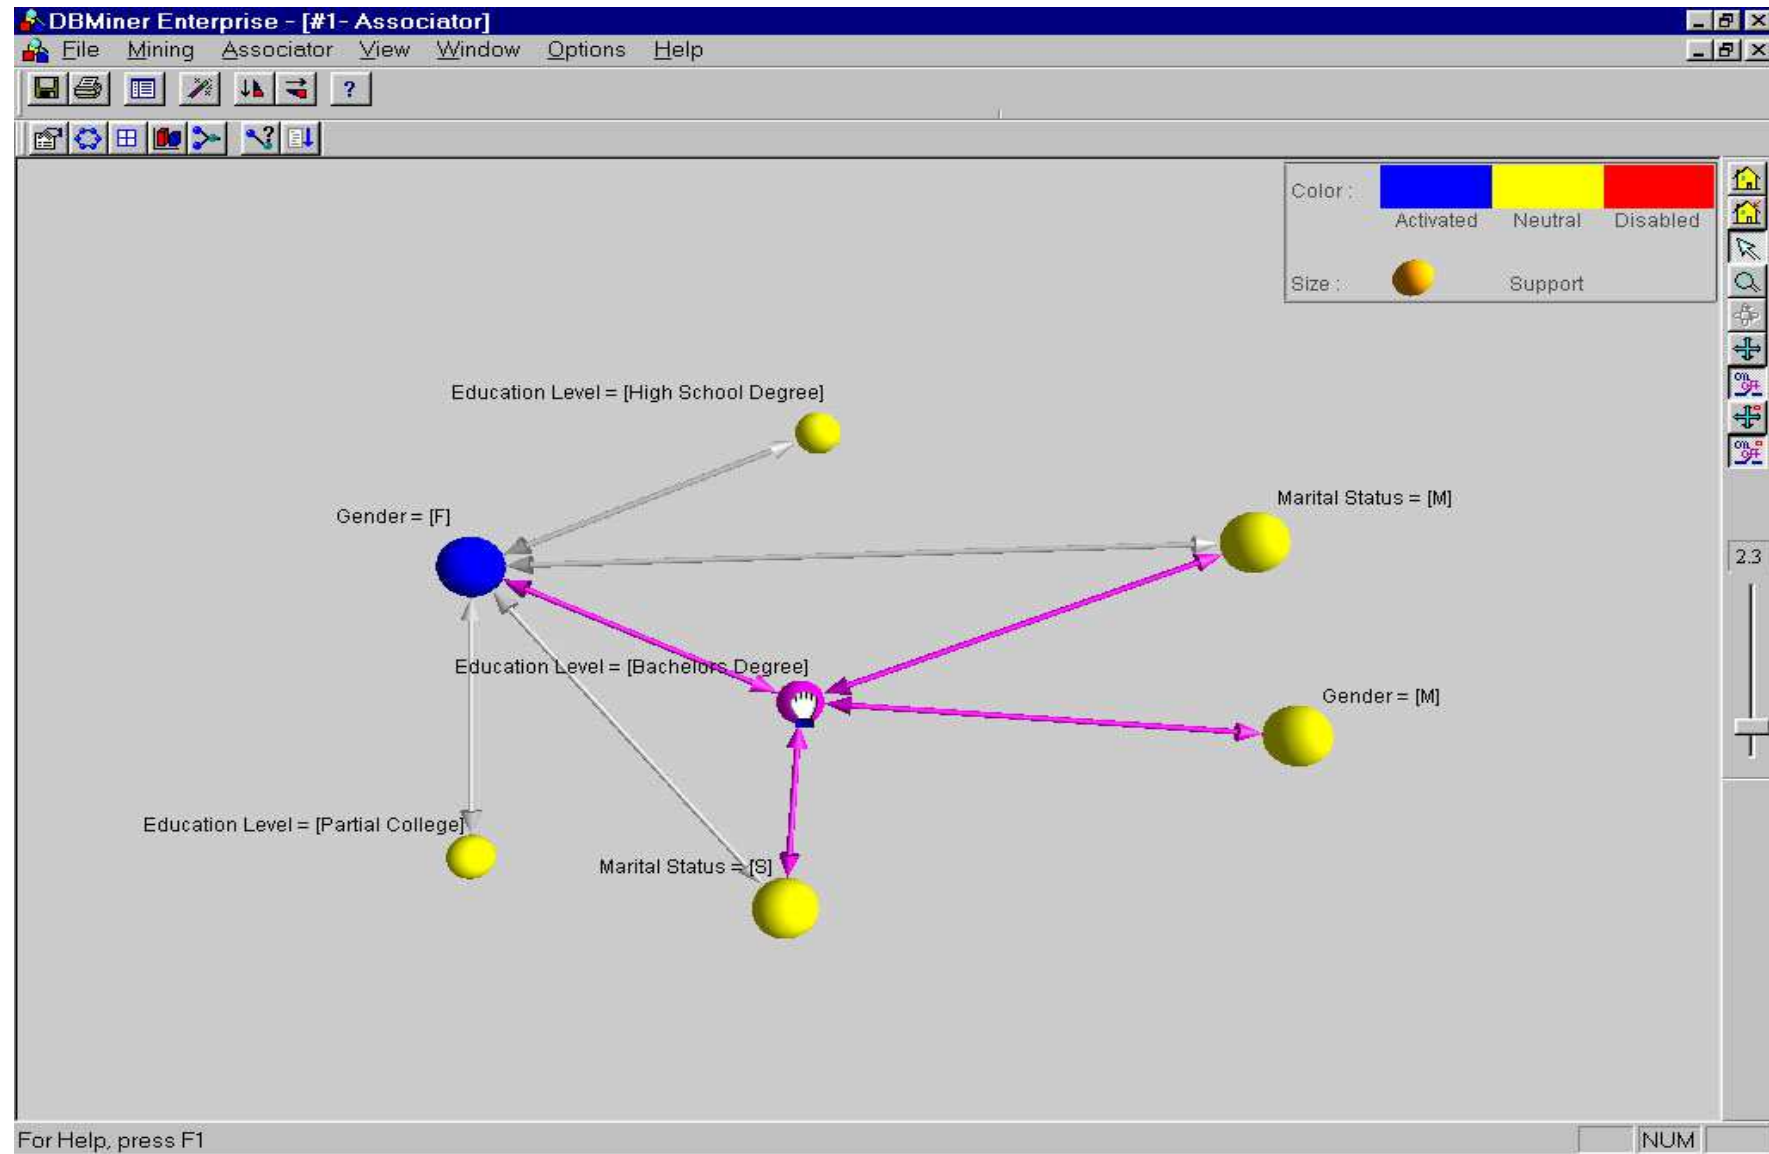 DBMiner Enterprise - [#1- Associator]
File Mining Associator View Window Options Help
?
?
Color :
Activated Neutral Disabled
Size : Support
Education Level = [High School Degree]
Marital Status = [M]
Gender = [F]
2.3
Education Level = [Bachelors Degree]
Gender = [M]
Education Level = [Partial College]
Marital Status = [S]
For Help, press F1
NUM